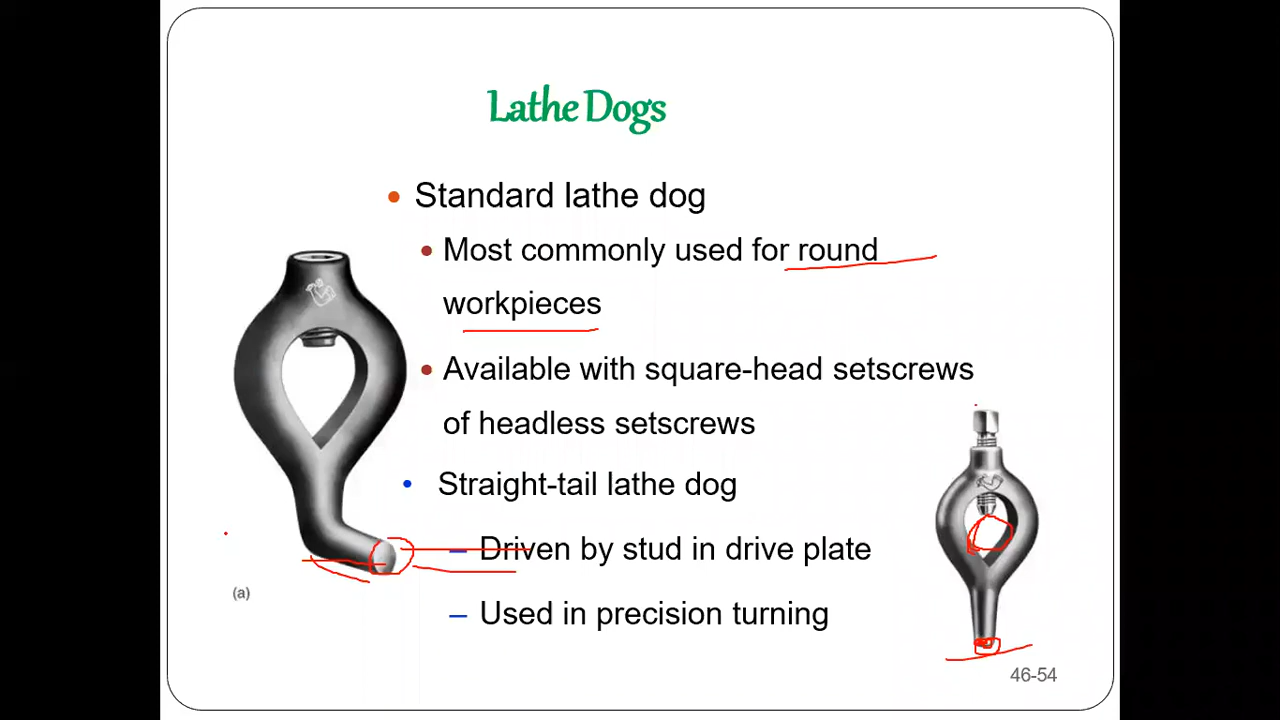 Lathe Dogs
Standard lathe dog
Most commonly used for round
workpieces
Available with square-head setscrews
of headless setscrews
Straight-tail lathe dog
– Driven by stud in drive plate
– Used in precision turning
(a)
46-54